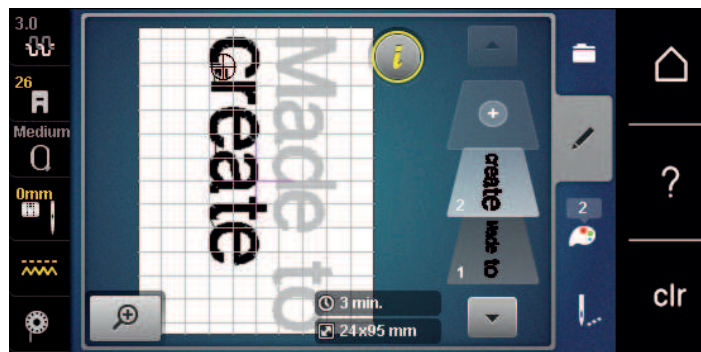 3.0
26
Medium
0mm
create
Made to
i
3 min.
24x95 mm
create
2
Made to
1
2
?
clr